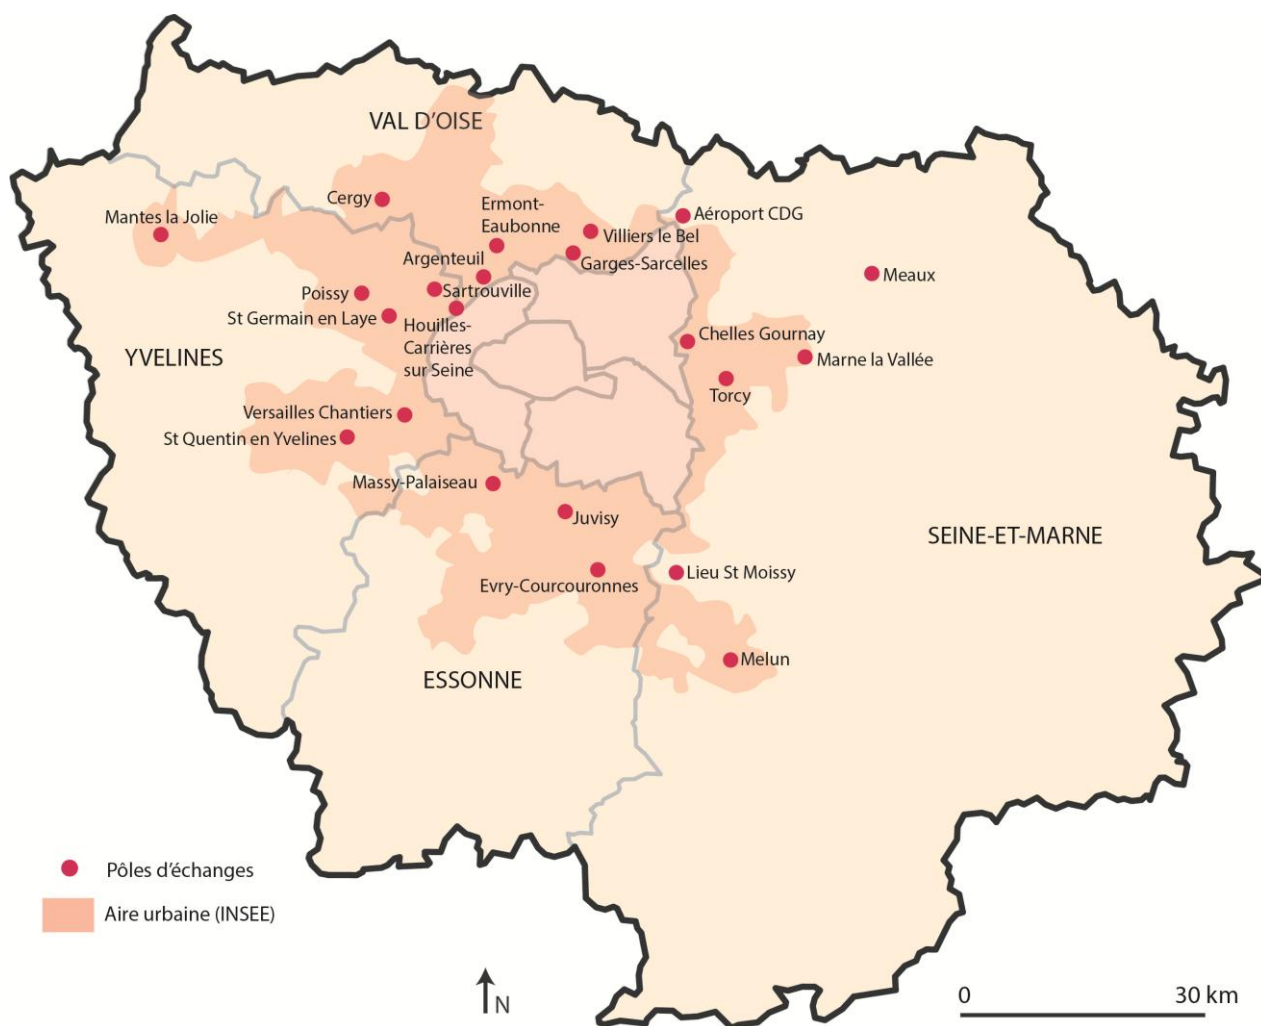 VAL D'OISE
Cergy
Ermont-
Eaubonne
Mantes la Jolie
Aéroport CDG
Villiers le Bel
Argenteuil
Garges-Sarcelles
Meaux
Poissy
Sartrouville
St Germain en Laye
Houilles-
Carrières
sur Seine
Chelles Gournay
YVELINES
Marne la Vallée
Torcy
Versailles Chantiers
St Quentin en Yvelines
Massy-Palaiseau
Juvisy
SEINE-ET-MARNE
Lieu St Moissy
Evry-Courcouronnes
Melun
ESSONNE
Pôles d'échanges
Aire urbaine (INSEE)
N
0 30 km